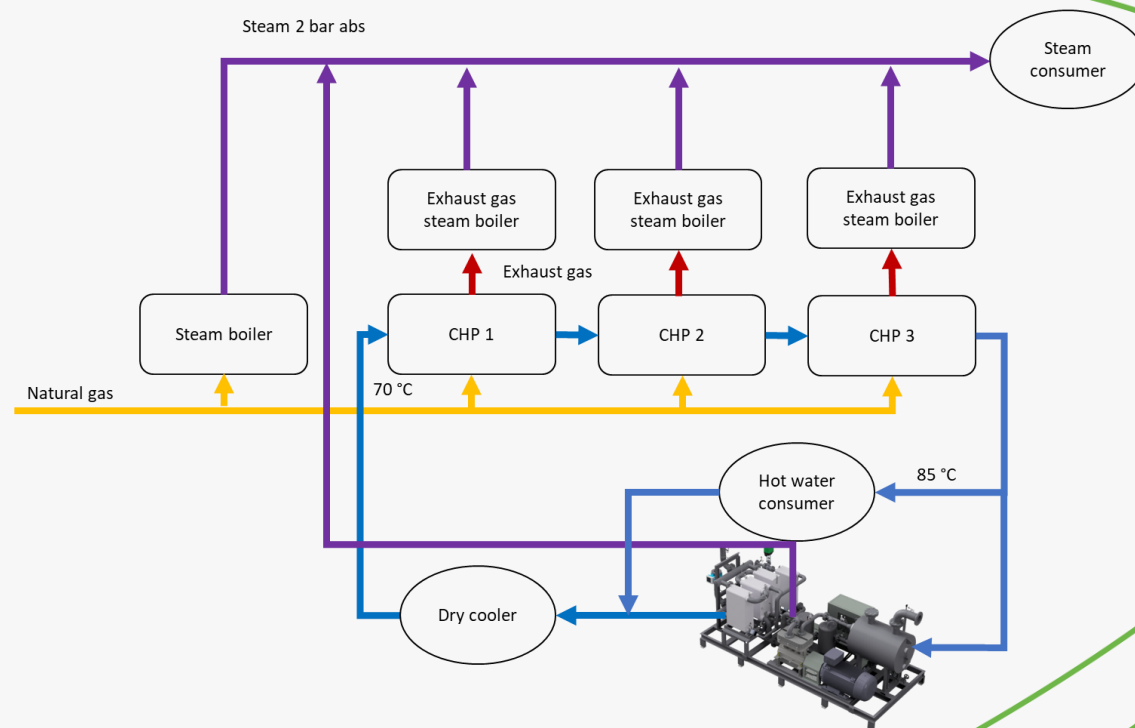 Steam 2 bar abs
Steam
consumer
Exhaust gas
steam boiler
Exhaust gas
steam boiler
Exhaust gas
steam boiler
Exhaust gas
Steam boiler
CHP 1
CHP 2
CHP 3
Natural gas
70 °C
Hot water
consumer
85 °C
Dry cooler